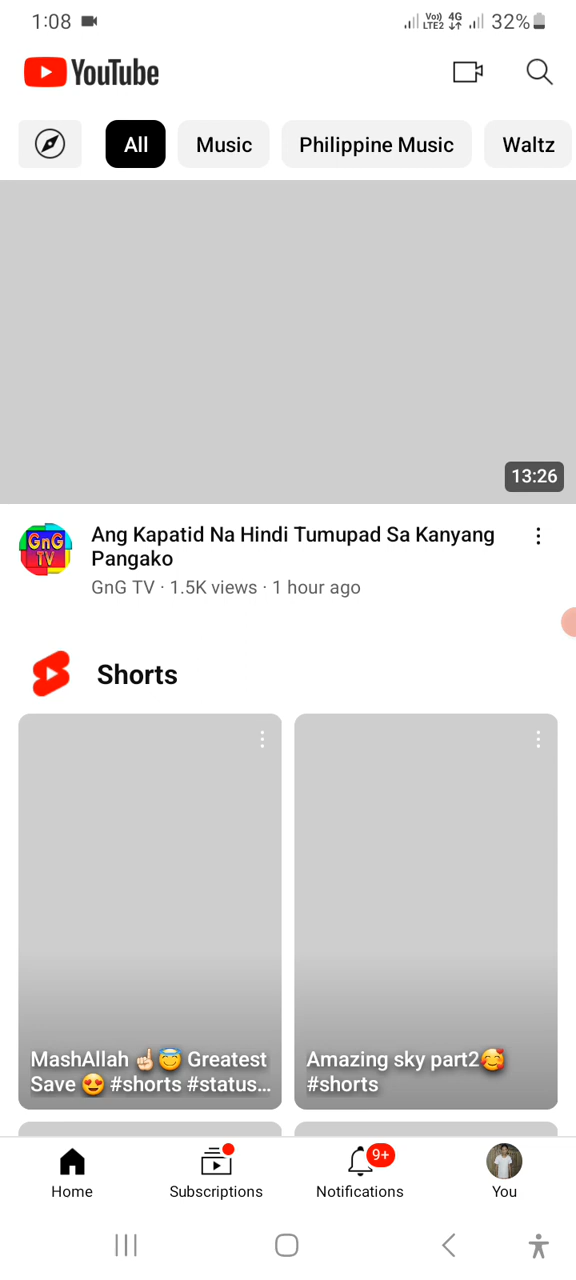 1:08
Vo)) 4G
LTE2
32%
YouTube
All
Music
Philippine Music
Waltz
13:26
GnG
TV
Ang Kapatid Na Hindi Tumupad Sa Kanyang
Pangako
GnG TV · 1.5K views · 1 hour ago
Shorts
MashAllah ☝🏻😇 Greatest
Save 😍 #shorts #status...
Amazing sky part2🥰
#shorts
9+
Home
Subscriptions
Notifications
You